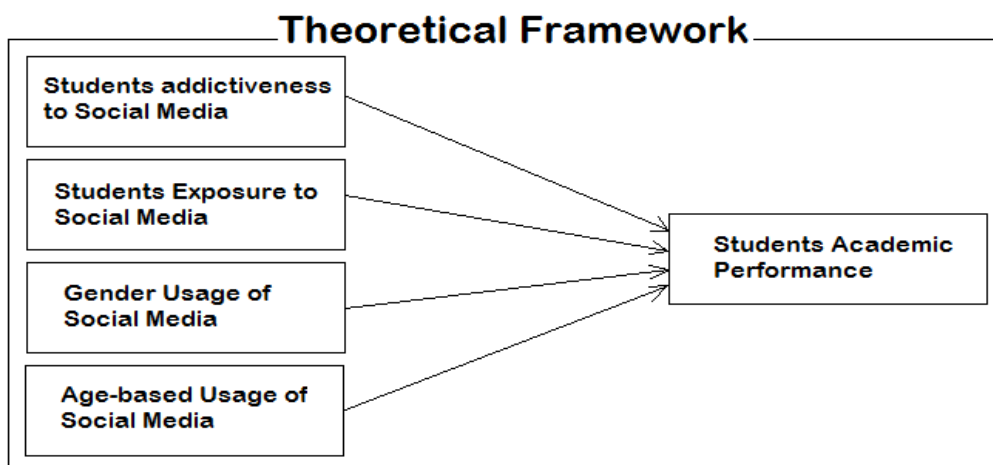 Theoretical Framework
Students addictiveness
to Social Media
Students Exposure to
Social Media
Gender Usage of
Social Media
Age-based Usage of
Social Media
Students Academic
Performance